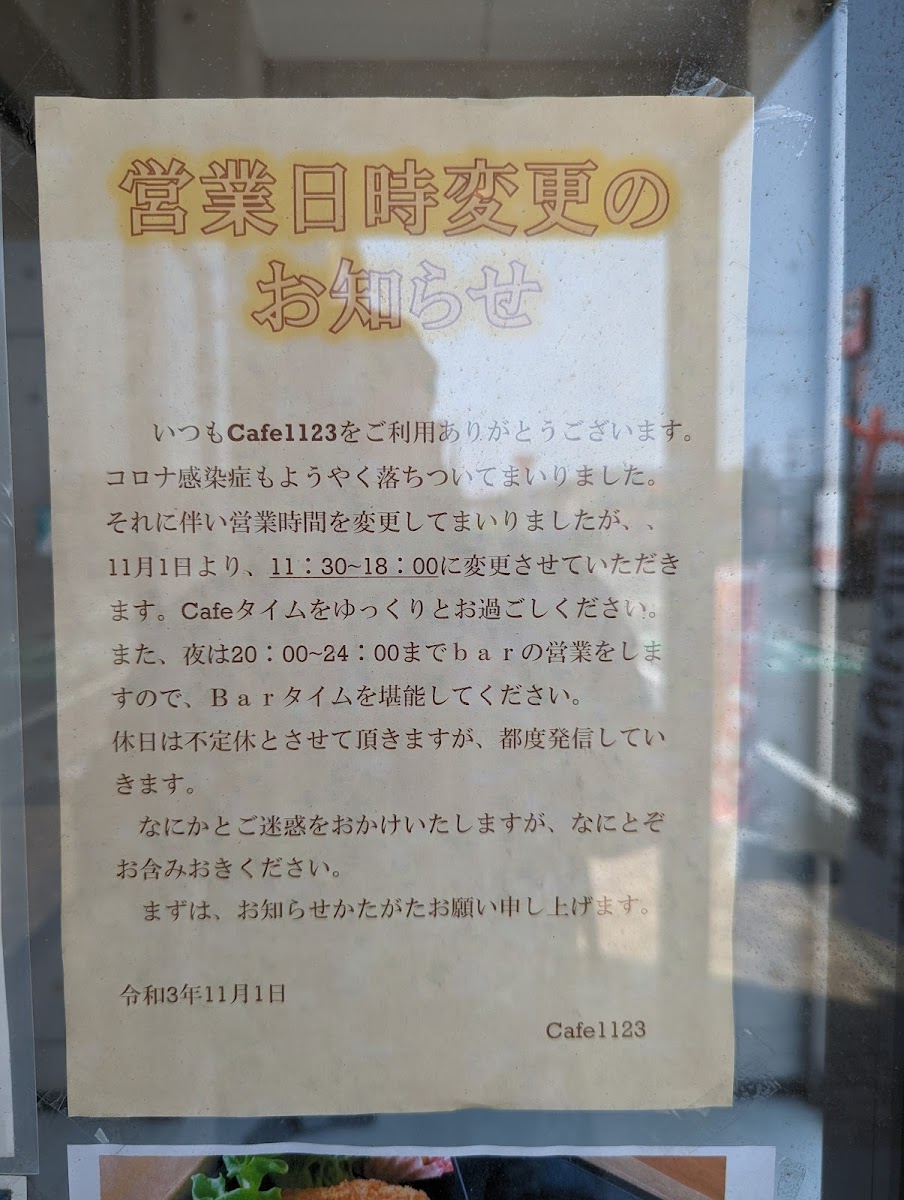 営業日時変更の
お知らせ
いつもCafe1123をご利用ありがとうございます。
コロナ感染症もようやく落ちついてまいりました。
それに伴い営業時間を変更してまいりましたが、、
11月1日より、11：30~18：00に変更させていただき
ます。Cafeタイムをゆっくりとお過ごしください。
また、夜は20：00~24：00までｂａｒの営業をしま
すので、Ｂａｒタイムを堪能してください。
休日は不定休とさせて頂きますが、都度発信してい
きます。
なにかとご迷惑をおかけいたしますが、なにとぞ
お含みおきください。
まずは、お知らせかたがたお願い申し上げます。
令和3年11月1日
Cafe1123